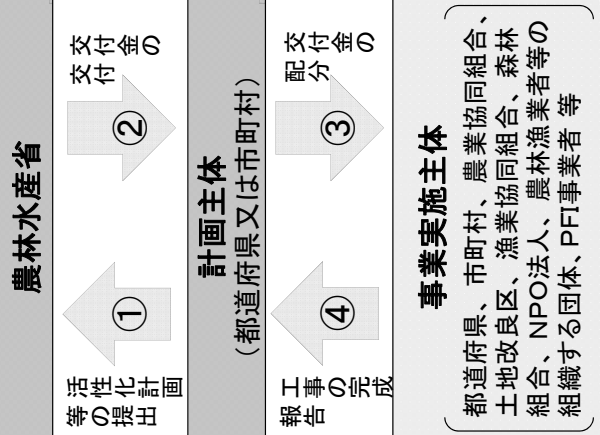 農林水産省
活性化計画
等の提出
①
②
交付金の
交付
計画主体
（都道府県又は市町村）
工事の完成
報告
④
③
交付金の
配分
事業実施主体
都道府県、市町村、農業協同組合、
土地改良区、漁業協同組合、森林
組合、NPO法人、農林漁業者等の
組織する団体、PFI事業者 等